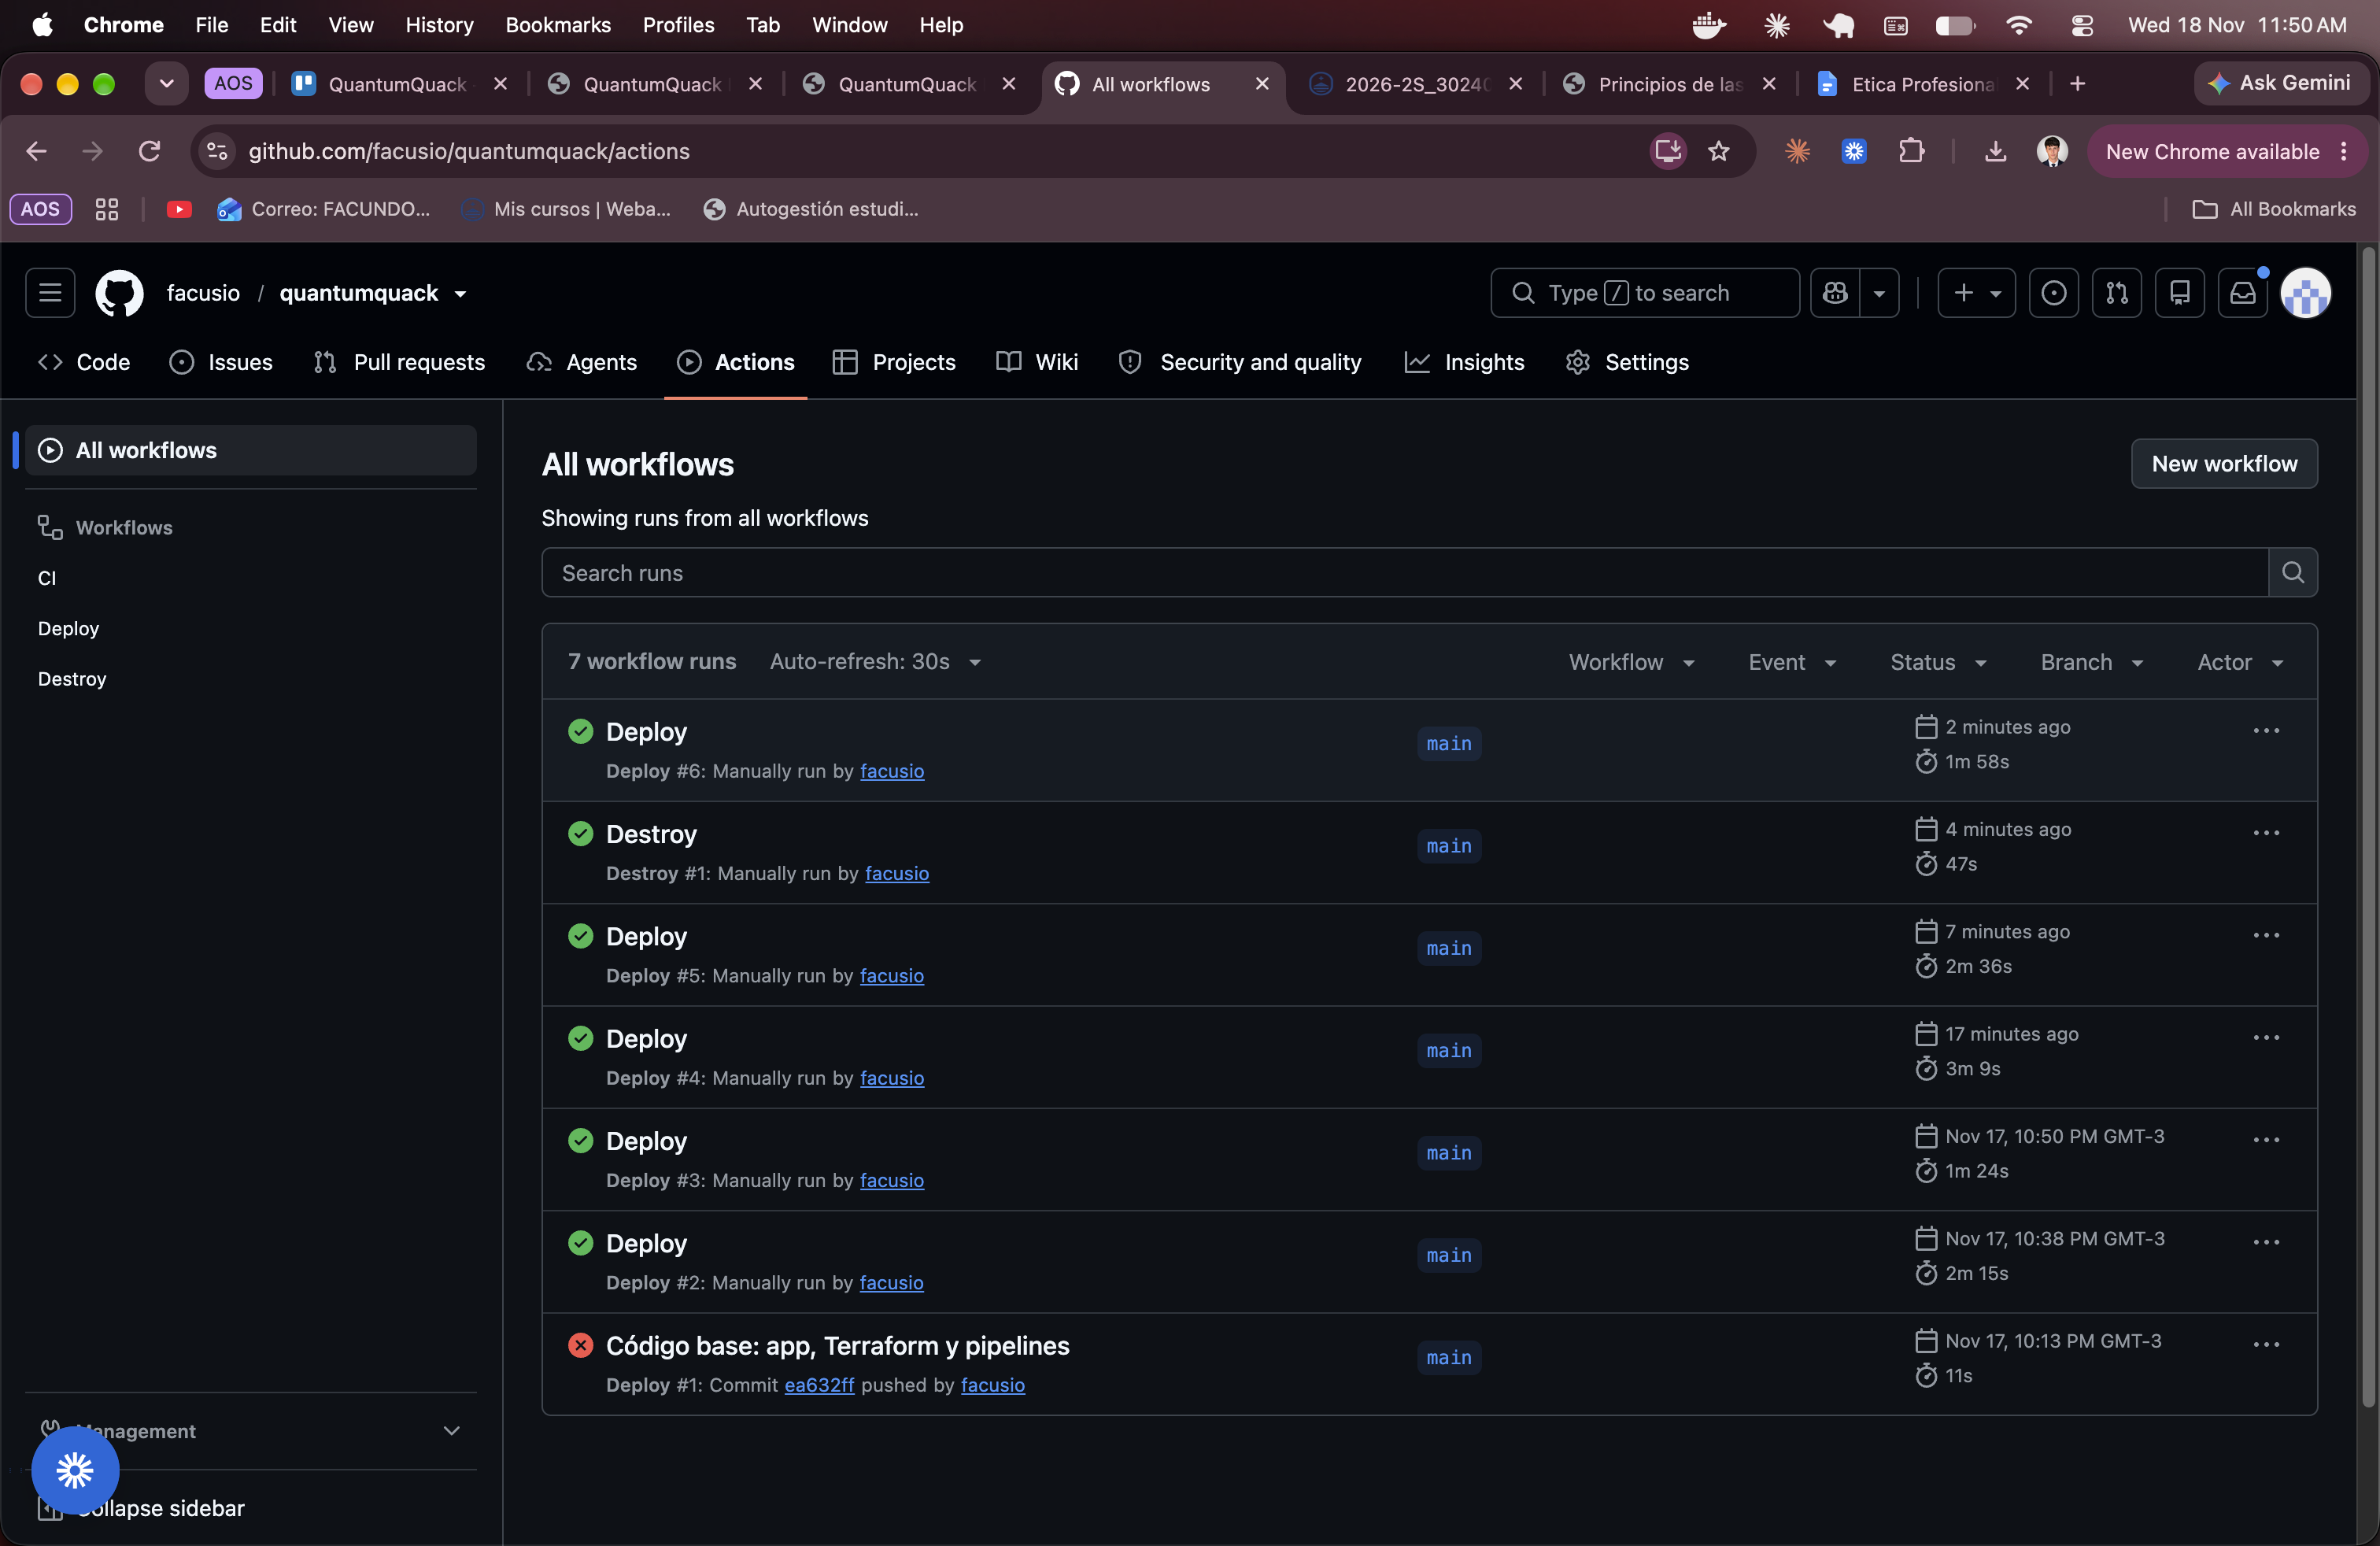 Chrome File Edit View History Bookmarks Profiles Tab Window Help Wed 18 Nov 11:50 AM
AOS QuantumQuack QuantumQuack QuantumQuack All workflows 2026-2S_3024 Principios de las Etica Profesional + Ask Gemini
github.com/facusio/quantumquack/actions New Chrome available
AOS Correo: FACUNDO... Mis cursos | Weba... Autogestión estudi... All Bookmarks
facusio / quantumquack Type / to search
Code Issues Pull requests Agents Actions Projects Wiki Security and quality Insights Settings
All workflows
Workflows
CI
Deploy
Destroy
Management
Collapse sidebar
All workflows
New workflow
Showing runs from all workflows
Search runs
7 workflow runs Auto-refresh: 30s Workflow Event Status Branch Actor
Deploy main 2 minutes ago
Deploy #6: Manually run by facusio 1m 58s
Destroy main 4 minutes ago
Destroy #1: Manually run by facusio 47s
Deploy main 7 minutes ago
Deploy #5: Manually run by facusio 2m 36s
Deploy main 17 minutes ago
Deploy #4: Manually run by facusio 3m 9s
Deploy main Nov 17, 10:50 PM GMT-3
Deploy #3: Manually run by facusio 1m 24s
Deploy main Nov 17, 10:38 PM GMT-3
Deploy #2: Manually run by facusio 2m 15s
Código base: app, Terraform y pipelines main Nov 17, 10:13 PM GMT-3
Deploy #1: Commit ea632ff pushed by facusio 11s